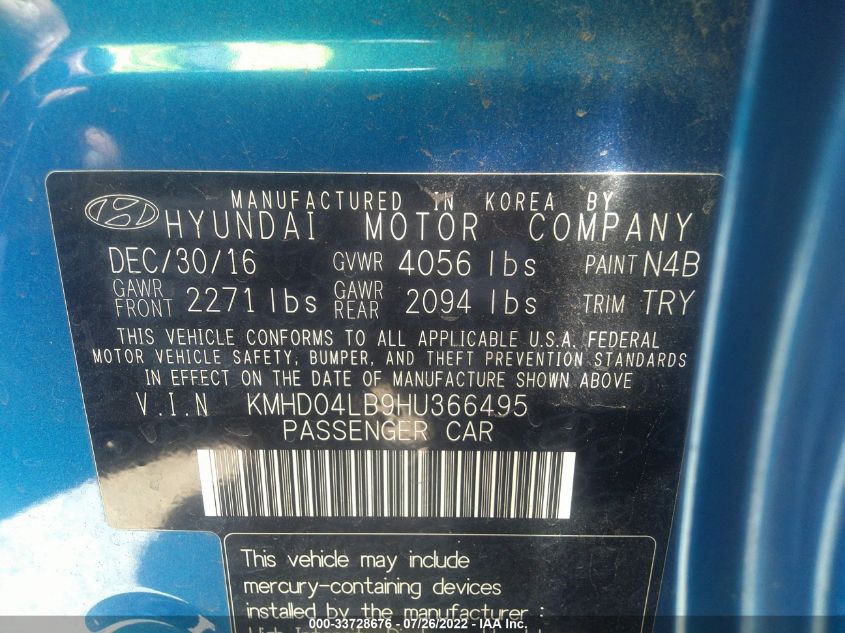 MANUFACTURED IN KOREA BY
HYUNDAI MOTOR COMPANY
DEC/30/16 GVWR 4056 lbs PAINT N4B
GAWR FRONT 2271 lbs GAWR REAR 2094 lbs TRIM TRY
THIS VEHICLE CONFORMS TO ALL APPLICABLE U.S.A. FEDERAL
MOTOR VEHICLE SAFETY, BUMPER, AND THEFT PREVENTION STANDARDS
IN EFFECT ON THE DATE OF MANUFACTURE SHOWN ABOVE
V.I.N KMHD04LB9HU366495
PASSENGER CAR
This vehicle may include
mercury-containing devices
installed by the manufacturer :
000-33728676 - 07/26/2022 - IAA Inc.